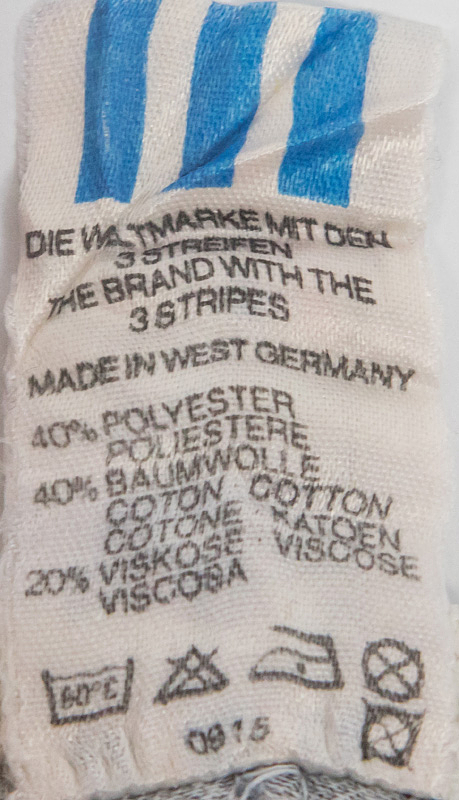 DIE WELTMARKE MIT DEN
3 STREIFEN
THE BRAND WITH THE
3 STRIPES
MADE IN WEST GERMANY
40% POLYESTER
POLIESTERE
40% BAUMWOLLE
COTON COTTON
COTONE KATOEN
20% VISKOSE VISCOSE
VISCOSA
60°C
0915